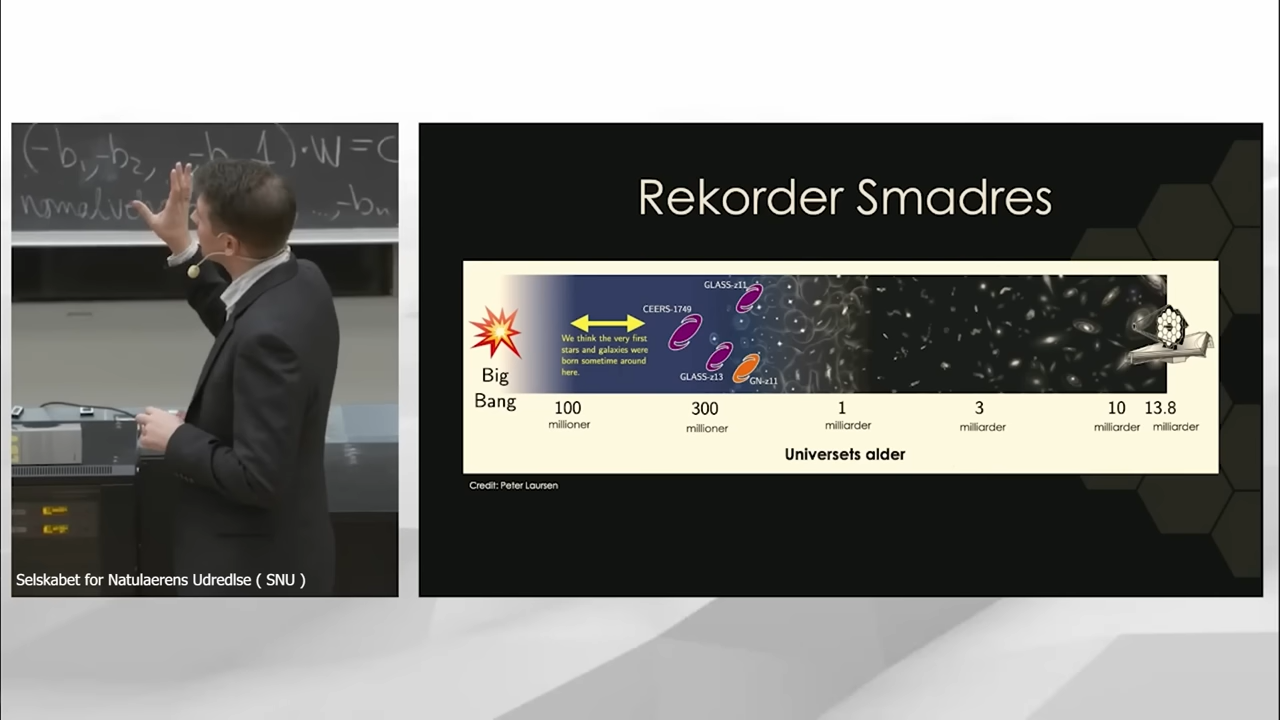 (-b₁,-b₂, , -b 1)·W=C
..., -bn
Selskabet for Natulaerens Udredlse ( SNU )
Rekorder Smadres
GLASS-z11
CEERS-1749
We think the very first
stars and galaxies were
born sometime around
here.
GLASS-z13
GN-z11
Big
Bang
100
millioner
300
millioner
1
milliarder
3
milliarder
10
milliarder
13.8
milliarder
Universets alder
Credit: Peter Laursen